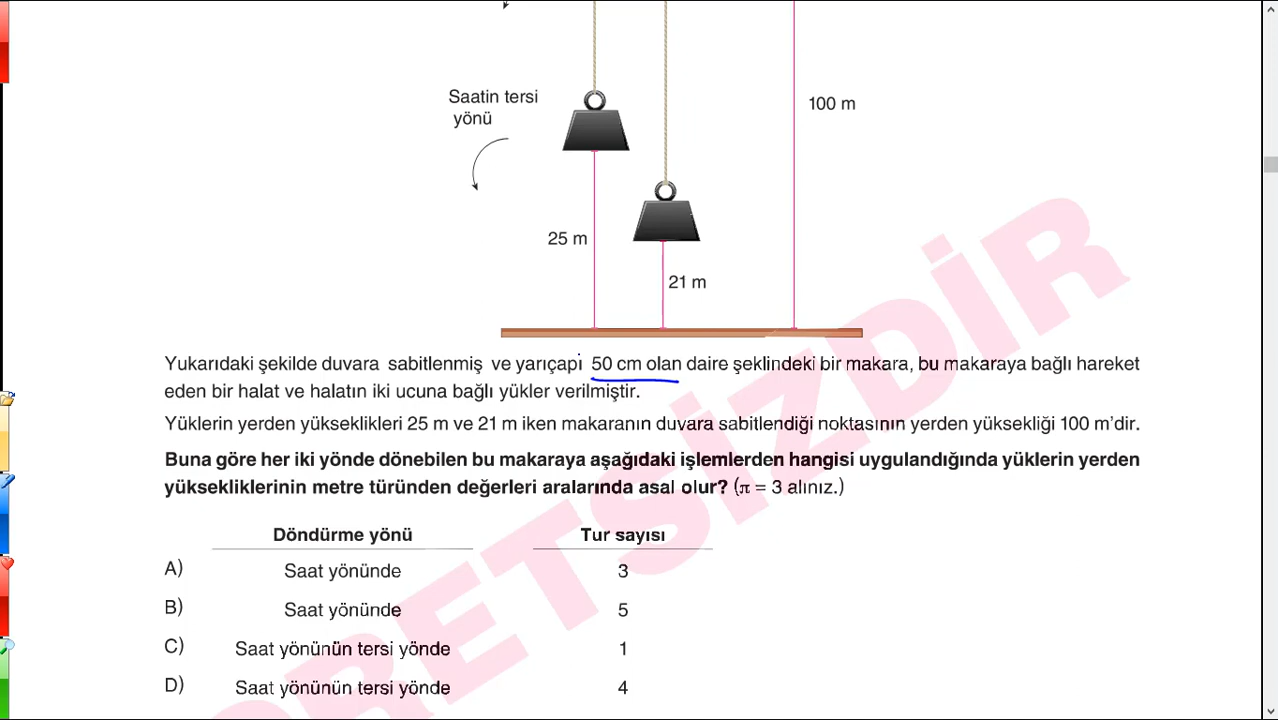 Saatin tersi
yönü
100 m
25 m
21 m
Yukarıdaki şekilde duvara sabitlenmiş ve yarıçapi 50 cm olan daire şeklindeki bir makara, bu makaraya bağlı hareket
eden bir halat ve halatın iki ucuna bağlı yükler verilmiştir.
Yüklerin yerden yükseklikleri 25 m ve 21 m iken makaranın duvara sabitlendiği noktasının yerden yüksekliği 100 m'dir.
Buna göre her iki yönde dönebilen bu makaraya aşağıdaki işlemlerden hangisi uygulandığında yüklerin yerden
yüksekliklerinin metre türünden değerleri aralarında asal olur? (π = 3 alınız.)
Döndürme yönü Tur sayısı
A) Saat yönünde 3
B) Saat yönünde 5
C) Saat yönünün tersi yönde 1
D) Saat yönünün tersi yönde 4
RETSİZDİR